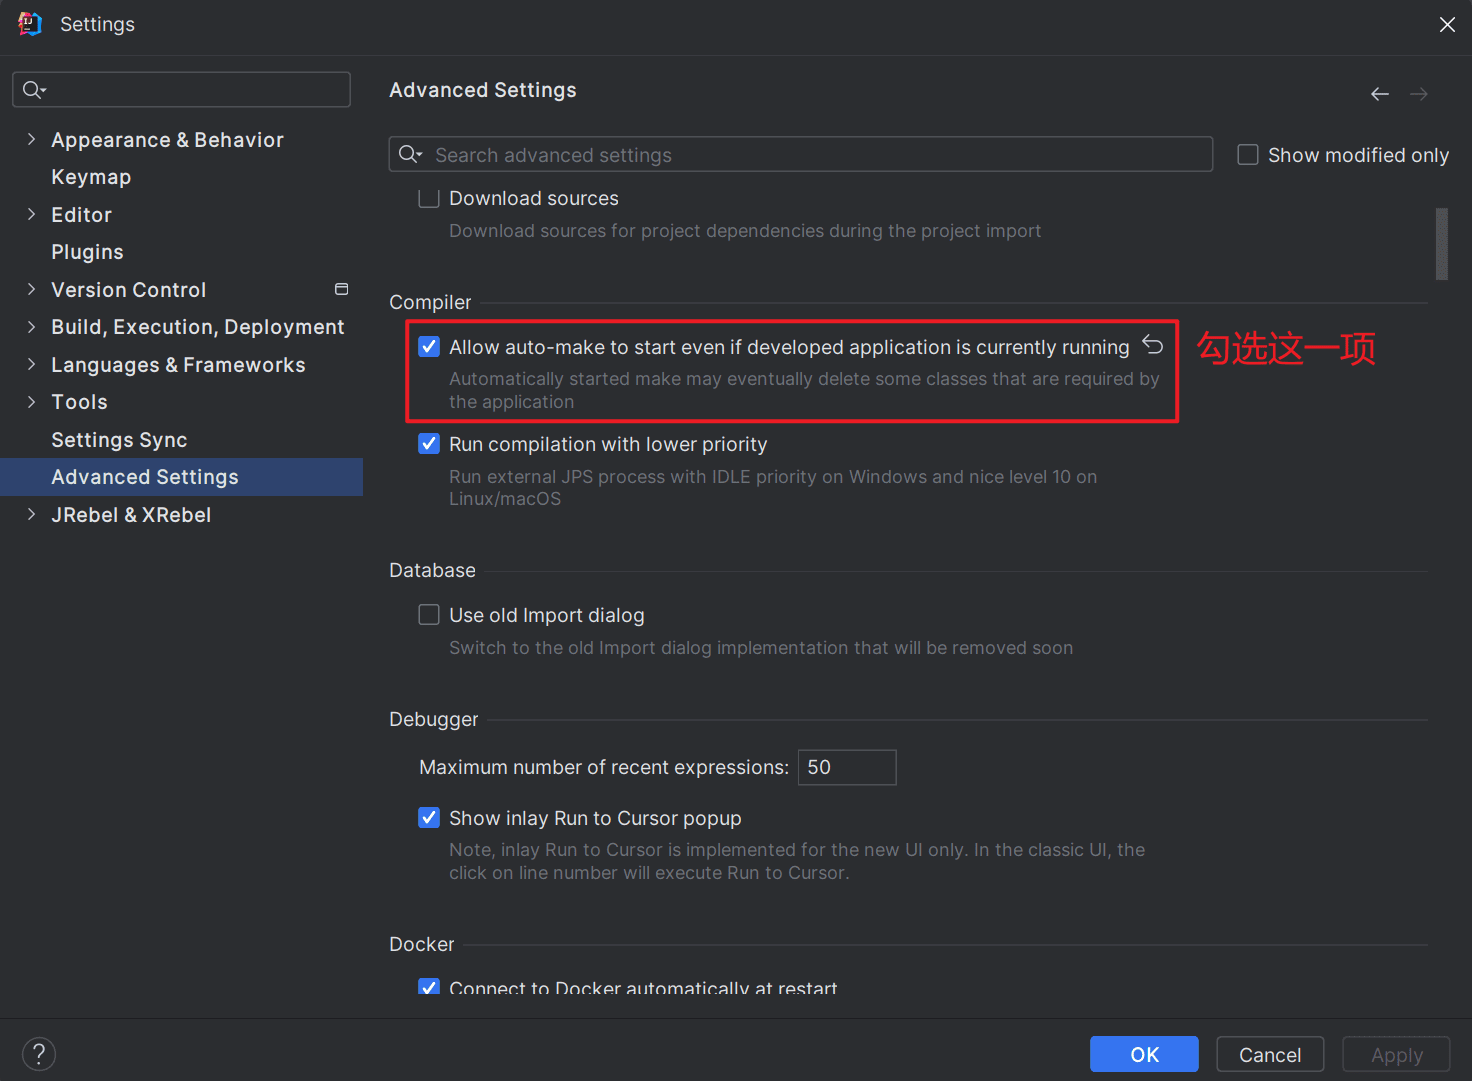 Settings
Advanced Settings
Search advanced settings
Show modified only
Appearance & Behavior
Keymap
Editor
Plugins
Version Control
Build, Execution, Deployment
Languages & Frameworks
Tools
Settings Sync
Advanced Settings
JRebel & XRebel
Download sources
Download sources for project dependencies during the project import
Compiler
Allow auto-make to start even if developed application is currently running
勾选这一项
Automatically started make may eventually delete some classes that are required by
the application
Run compilation with lower priority
Run external JPS process with IDLE priority on Windows and nice level 10 on
Linux/macOS
Database
Use old Import dialog
Switch to the old Import dialog implementation that will be removed soon
Debugger
Maximum number of recent expressions: 50
Show inlay Run to Cursor popup
Note, inlay Run to Cursor is implemented for the new UI only. In the classic UI, the
click on line number will execute Run to Cursor.
Docker
Connect to Docker automatically at restart
?
OK
Cancel
Apply